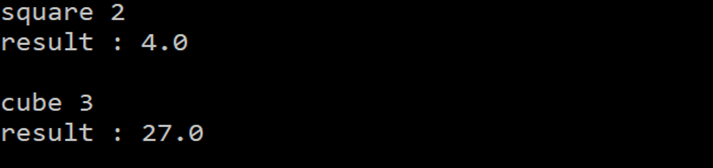 square 2
result : 4.0
cube 3
result : 27.0